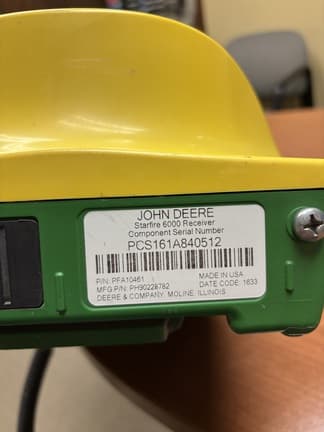 JOHN DEERE
Starfire 6000 Receiver
Component Serial Number
PCS161A840512
P/N: PFA10461 MADE IN USA
MFG P/N: PH90228762 DATE CODE: 1633
DEERE & COMPANY MOLINE, ILLINOIS